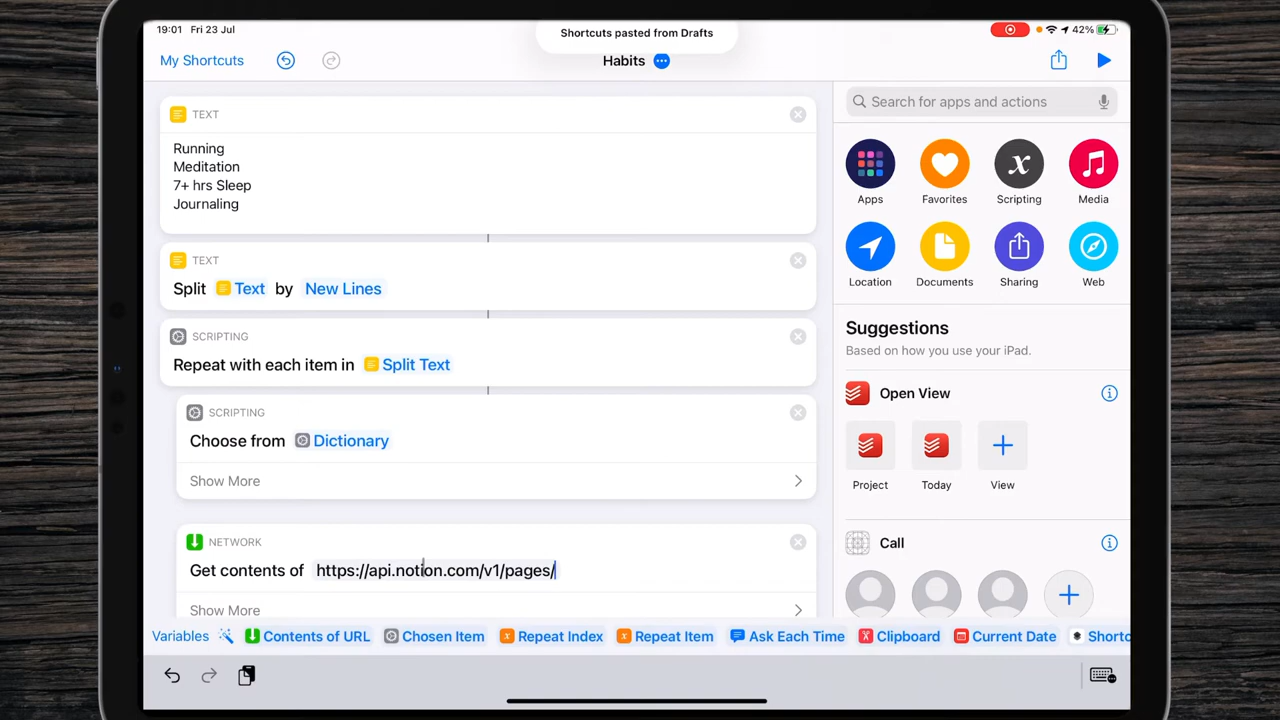 19:01 Fri 23 Jul
Shortcuts pasted from Drafts
42%
My Shortcuts
Habits
TEXT
Running
Meditation
7+ hrs Sleep
Journaling
TEXT
Split Text by New Lines
SCRIPTING
Repeat with each item in Split Text
SCRIPTING
Choose from Dictionary
Show More
NETWORK
Get contents of https://api.notion.com/v1/pages/
Show More
Search for apps and actions
Apps
Favorites
Scripting
Media
Location
Documents
Sharing
Web
Suggestions
Based on how you use your iPad.
Open View
Project
Today
View
Call
Variables
Contents of URL
Chosen Item
Repeat Index
Repeat Item
Ask Each Time
Clipboard
Current Date
Shortc